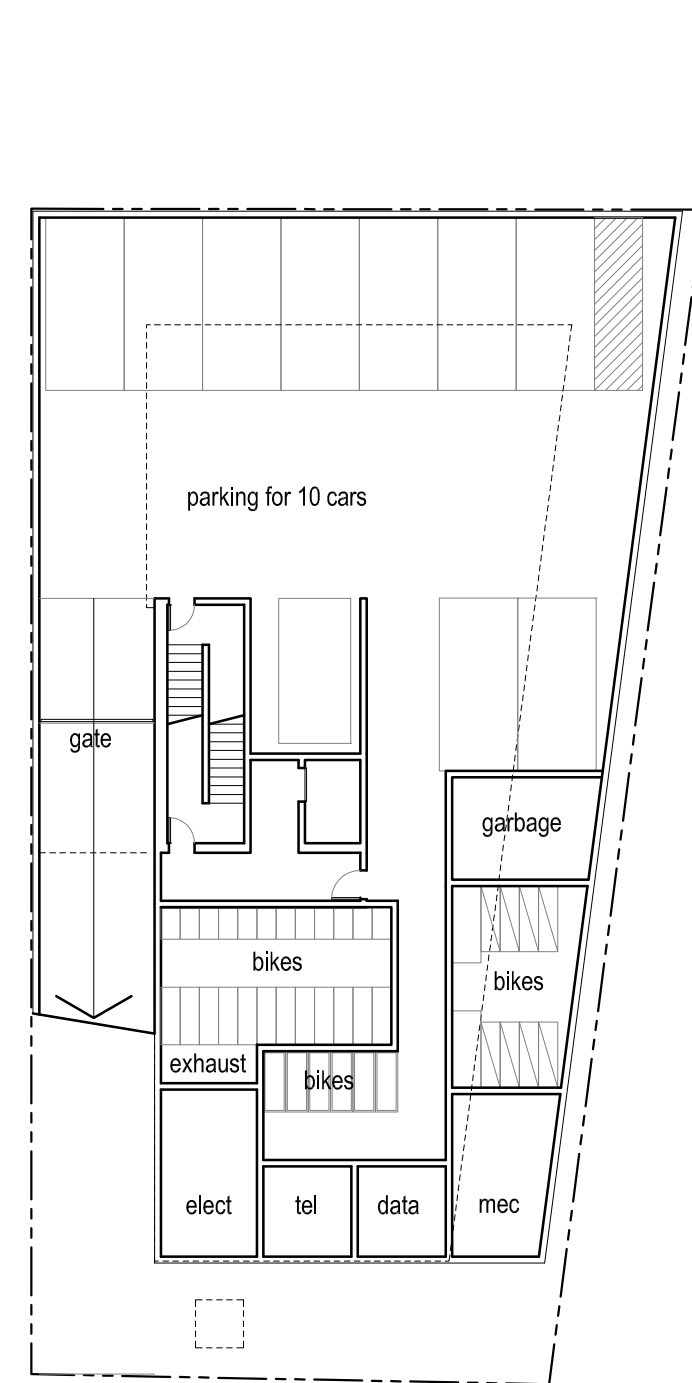 parking for 10 cars
gate
garbage
bikes
bikes
exhaust
bikes
elect
tel
data
mec